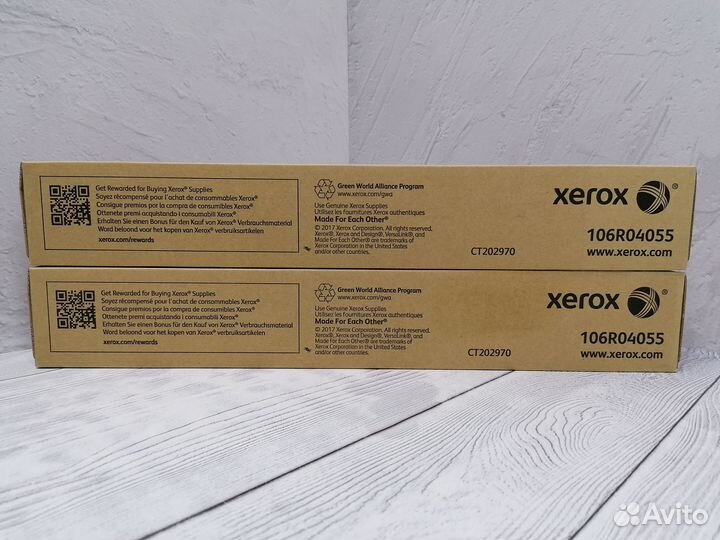 Get Rewarded for Buying Xerox® Supplies
Soyez récompensé pour l'achat de consommables Xerox®
Consigue premios por la compra de consumibles Xerox®
Ottenete premi acquistando i consumabili Xerox®
Erhalten Sie einen Bonus für den Kauf von Xerox® Verbrauchsmaterial
Word beloond voor het kopen van Xerox® verbruiksartikelen
xerox.com/rewards
Green World Alliance Program
www.xerox.com/gwa
Use Genuine Xerox Supplies
Utilisez les fournitures Xerox authentiques
Made For Each Other®
© 2017 Xerox Corporation. All rights reserved.
Xerox®, Xerox and Design®, VersaLink®, and
Made For Each Other® are trademarks of
Xerox Corporation in the United States
and/or other countries.
CT202970
xerox®
106R04055
www.xerox.com
Get Rewarded for Buying Xerox® Supplies
Soyez récompensé pour l'achat de consommables Xerox®
Consigue premios por la compra de consumibles Xerox®
Ottenete premi acquistando i consumabili Xerox®
Erhalten Sie einen Bonus für den Kauf von Xerox® Verbrauchsmaterial
Word beloond voor het kopen van Xerox® verbruiksartikelen
xerox.com/rewards
Green World Alliance Program
www.xerox.com/gwa
Use Genuine Xerox Supplies
Utilisez les fournitures Xerox authentiques
Made For Each Other®
© 2017 Xerox Corporation. All rights reserved.
Xerox®, Xerox and Design®, VersaLink®, and
Made For Each Other® are trademarks of
Xerox Corporation in the United States
and/or other countries.
CT202970
xerox®
106R04055
www.xerox.com
Avito